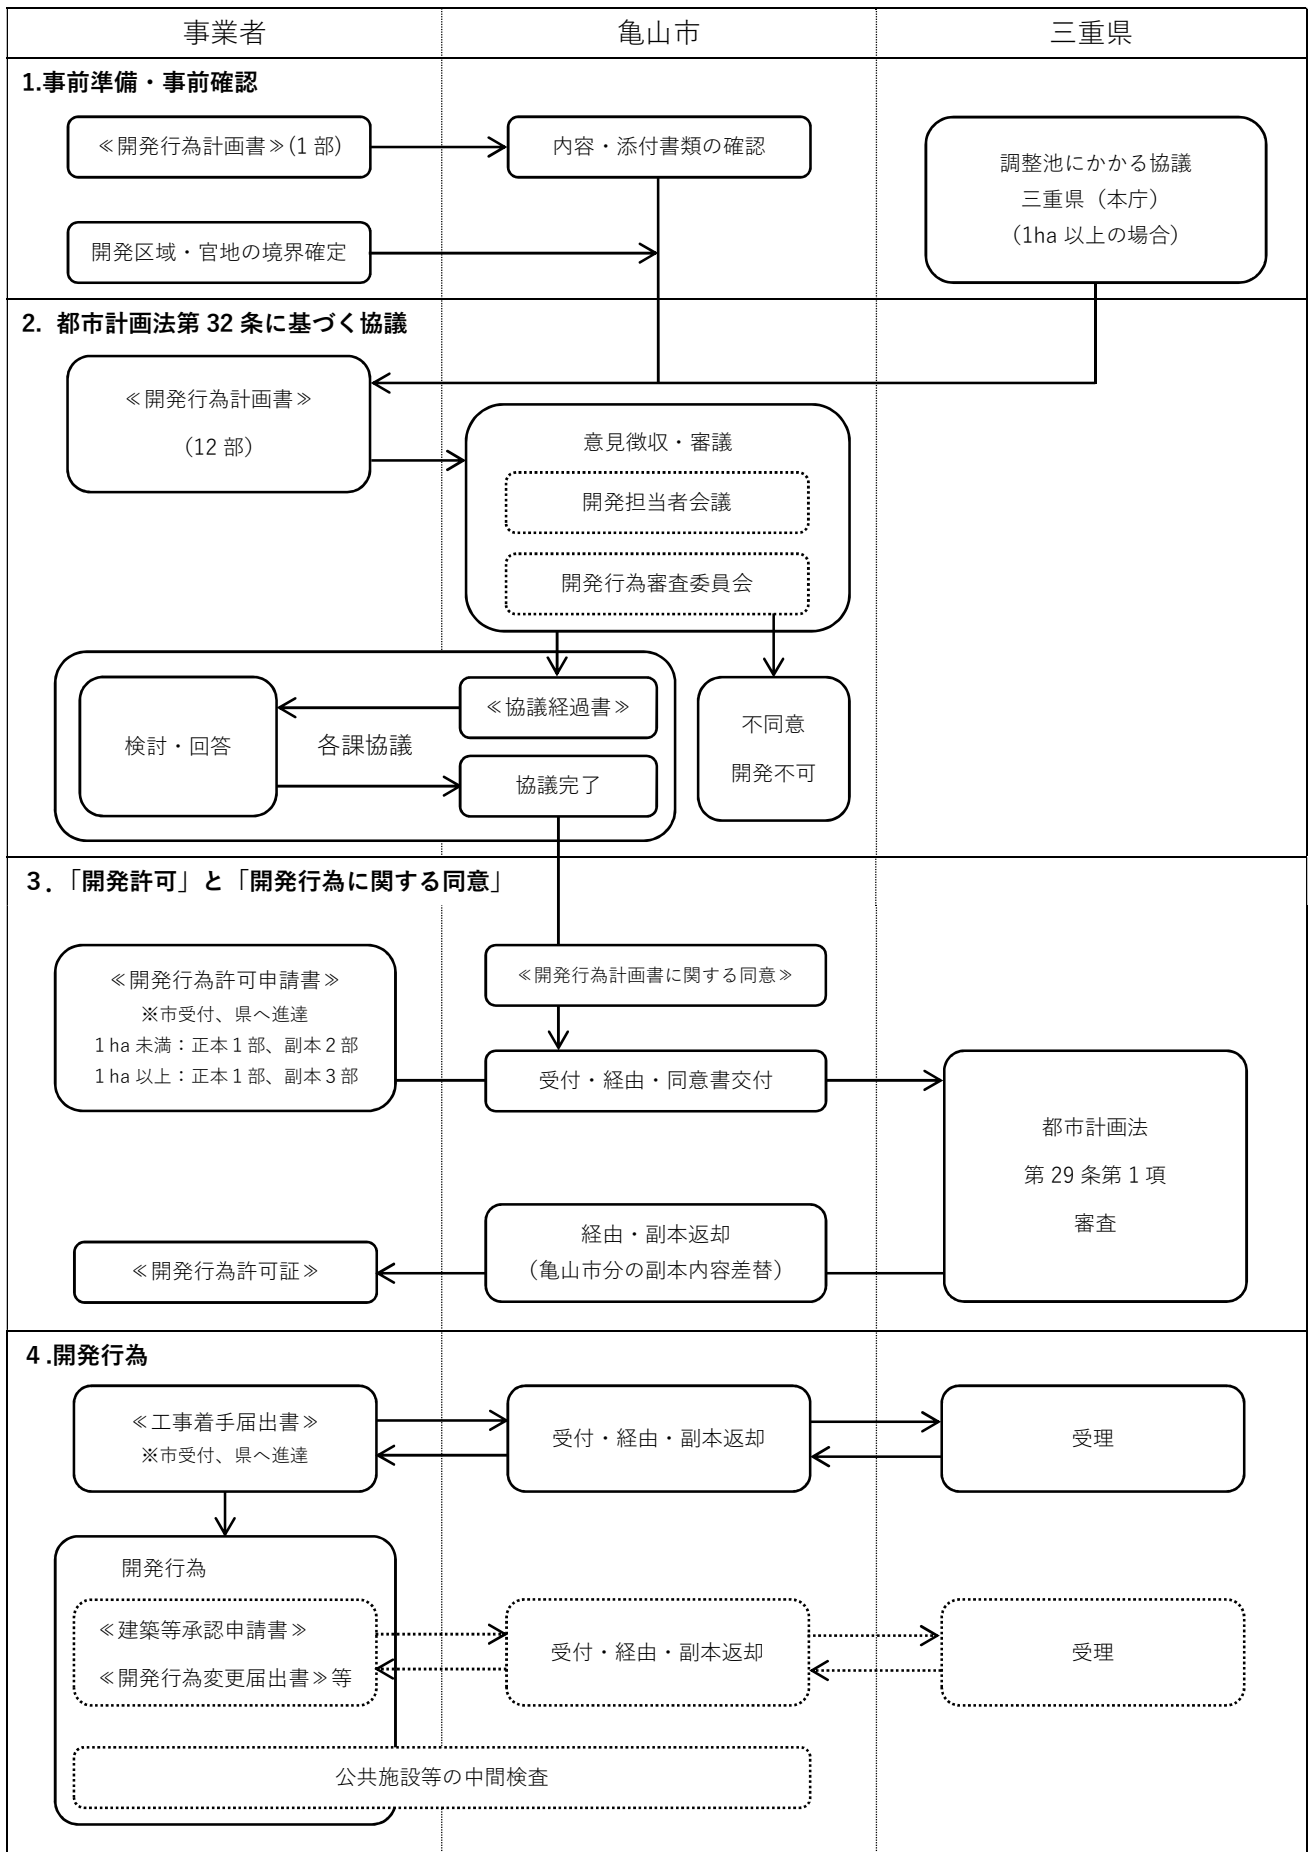 事業者
亀山市
三重県
1.事前準備・事前確認
≪開発行為計画書≫(1 部)
内容・添付書類の確認
調整池にかかる協議
三重県（本庁）
（1ha 以上の場合）
開発区域・官地の境界確定
2. 都市計画法第 32 条に基づく協議
≪開発行為計画書≫
（12 部）
意見徴収・審議
開発担当者会議
開発行為審査委員会
検討・回答
各課協議
≪協議経過書≫
協議完了
不同意
開発不可
３．「開発許可」と「開発行為に関する同意」
≪開発行為許可申請書≫
※市受付、県へ進達
1 ha 未満：正本１部、副本２部
1 ha 以上：正本１部、副本３部
≪開発行為計画書に関する同意≫
受付・経由・同意書交付
都市計画法
第 29 条第 1 項
審査
経由・副本返却
（亀山市分の副本内容差替）
≪開発行為許可証≫
４.開発行為
≪工事着手届出書≫
※市受付、県へ進達
受付・経由・副本返却
受理
開発行為
≪建築等承認申請書≫
≪開発行為変更届出書≫等
受付・経由・副本返却
受理
公共施設等の中間検査